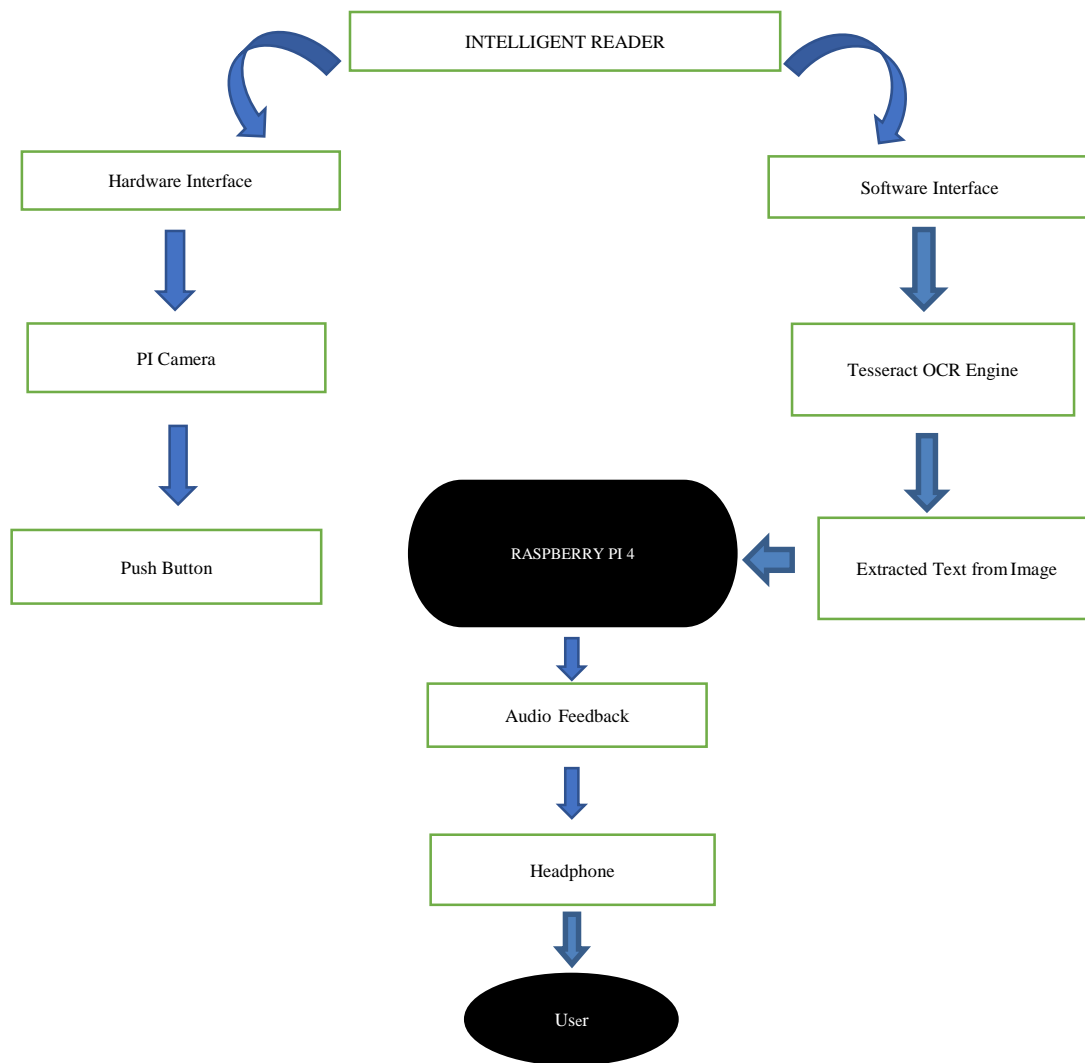 INTELLIGENT READER
Hardware Interface
Software Interface
PI Camera
Tesseract OCR Engine
Push Button
RASPBERRY PI 4
Extracted Text from Image
Audio Feedback
Headphone
User